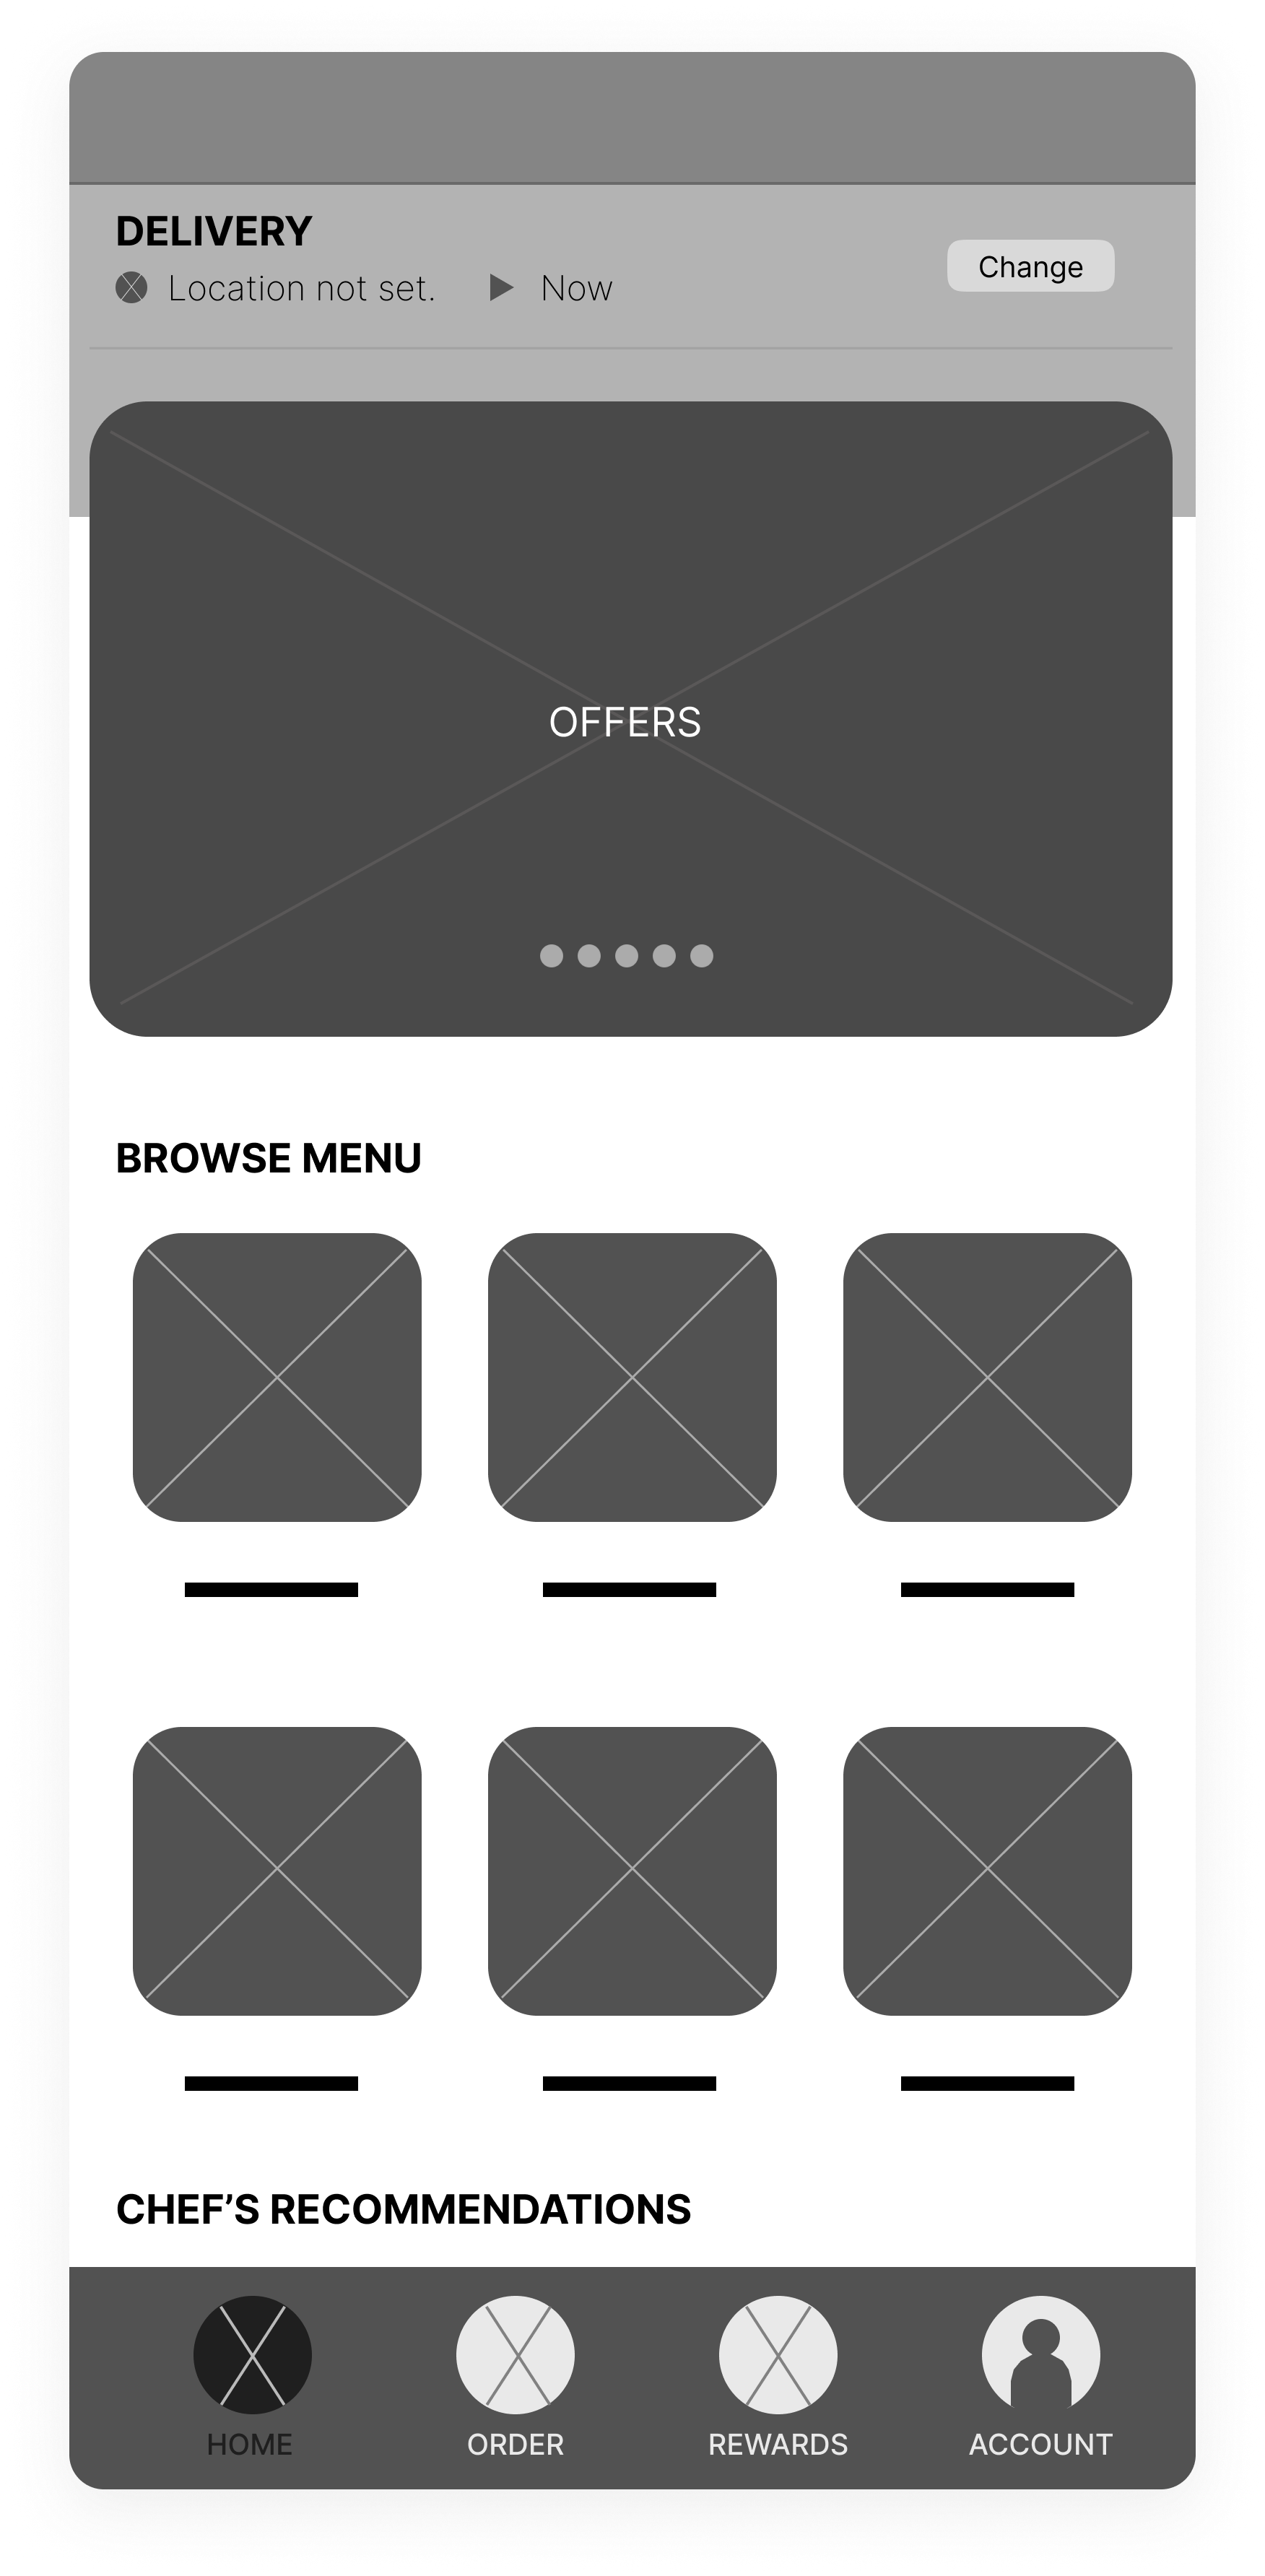 DELIVERY
Location not set. Now
Change
OFFERS
BROWSE MENU
CHEF’S RECOMMENDATIONS
HOME ORDER REWARDS ACCOUNT